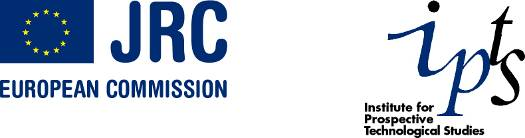 JRC
EUROPEAN COMMISSION
ipts
Institute for
Prospective
Technological Studies